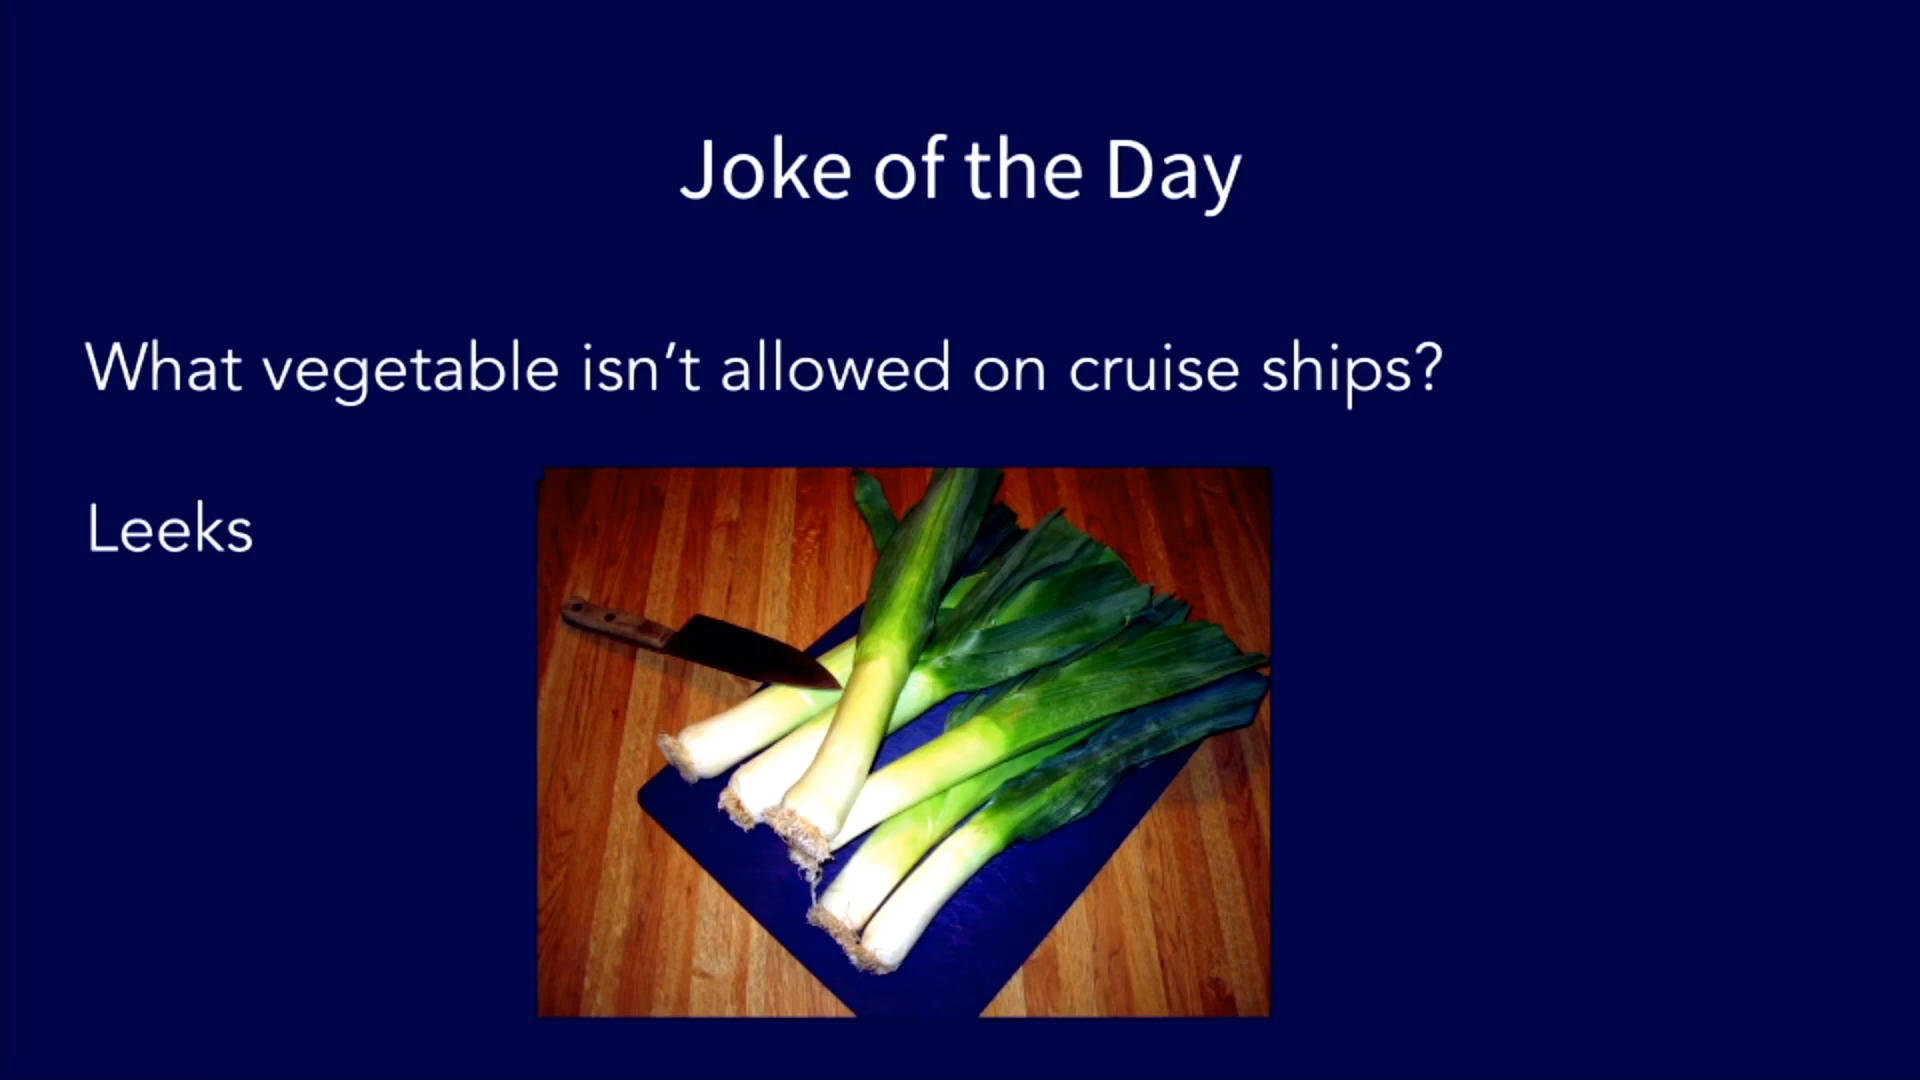 Joke of the Day
What vegetable isn’t allowed on cruise ships?
Leeks